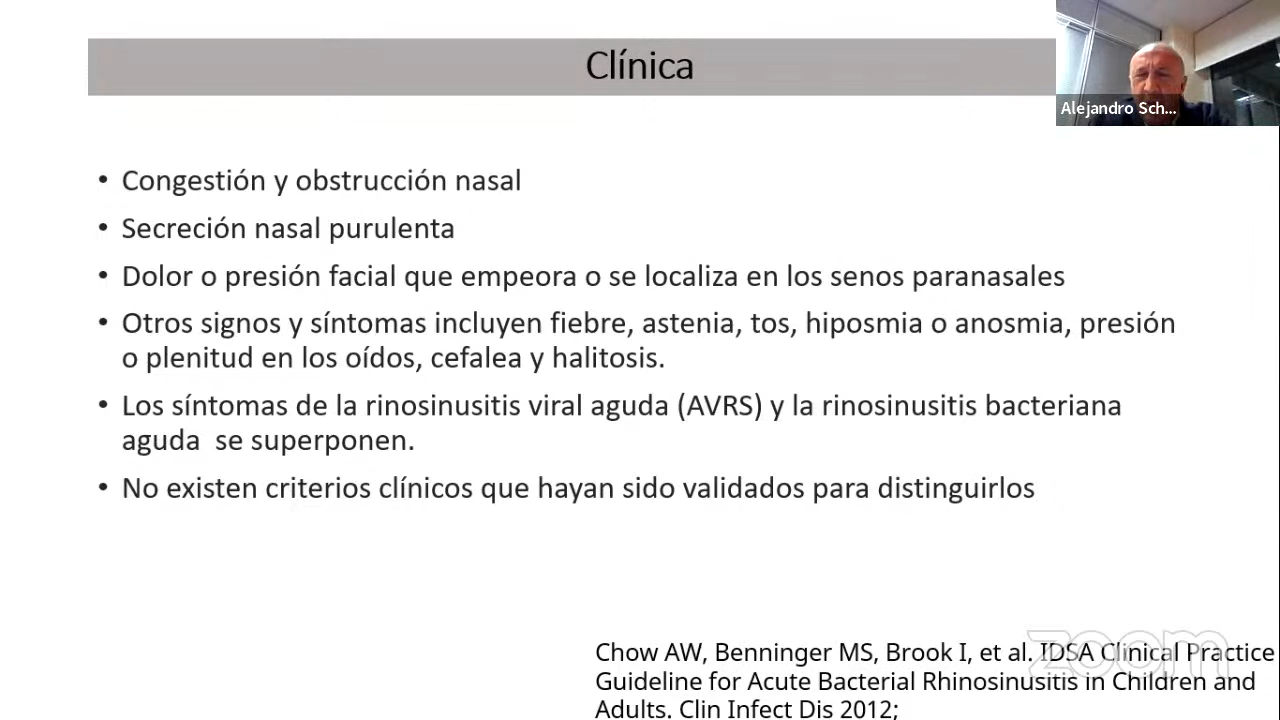 Clínica
Alejandro Sch...
• Congestión y obstrucción nasal
• Secreción nasal purulenta
• Dolor o presión facial que empeora o se localiza en los senos paranasales
• Otros signos y síntomas incluyen fiebre, astenia, tos, hiposmia o anosmia, presión
o plenitud en los oídos, cefalea y halitosis.
• Los síntomas de la rinosinusitis viral aguda (AVRS) y la rinosinusitis bacteriana
aguda  se superponen.
• No existen criterios clínicos que hayan sido validados para distinguirlos
Chow AW, Benninger MS, Brook I, et al. IDSA Clinical Practice
Guideline for Acute Bacterial Rhinosinusitis in Children and
Adults. Clin Infect Dis 2012;
zoom